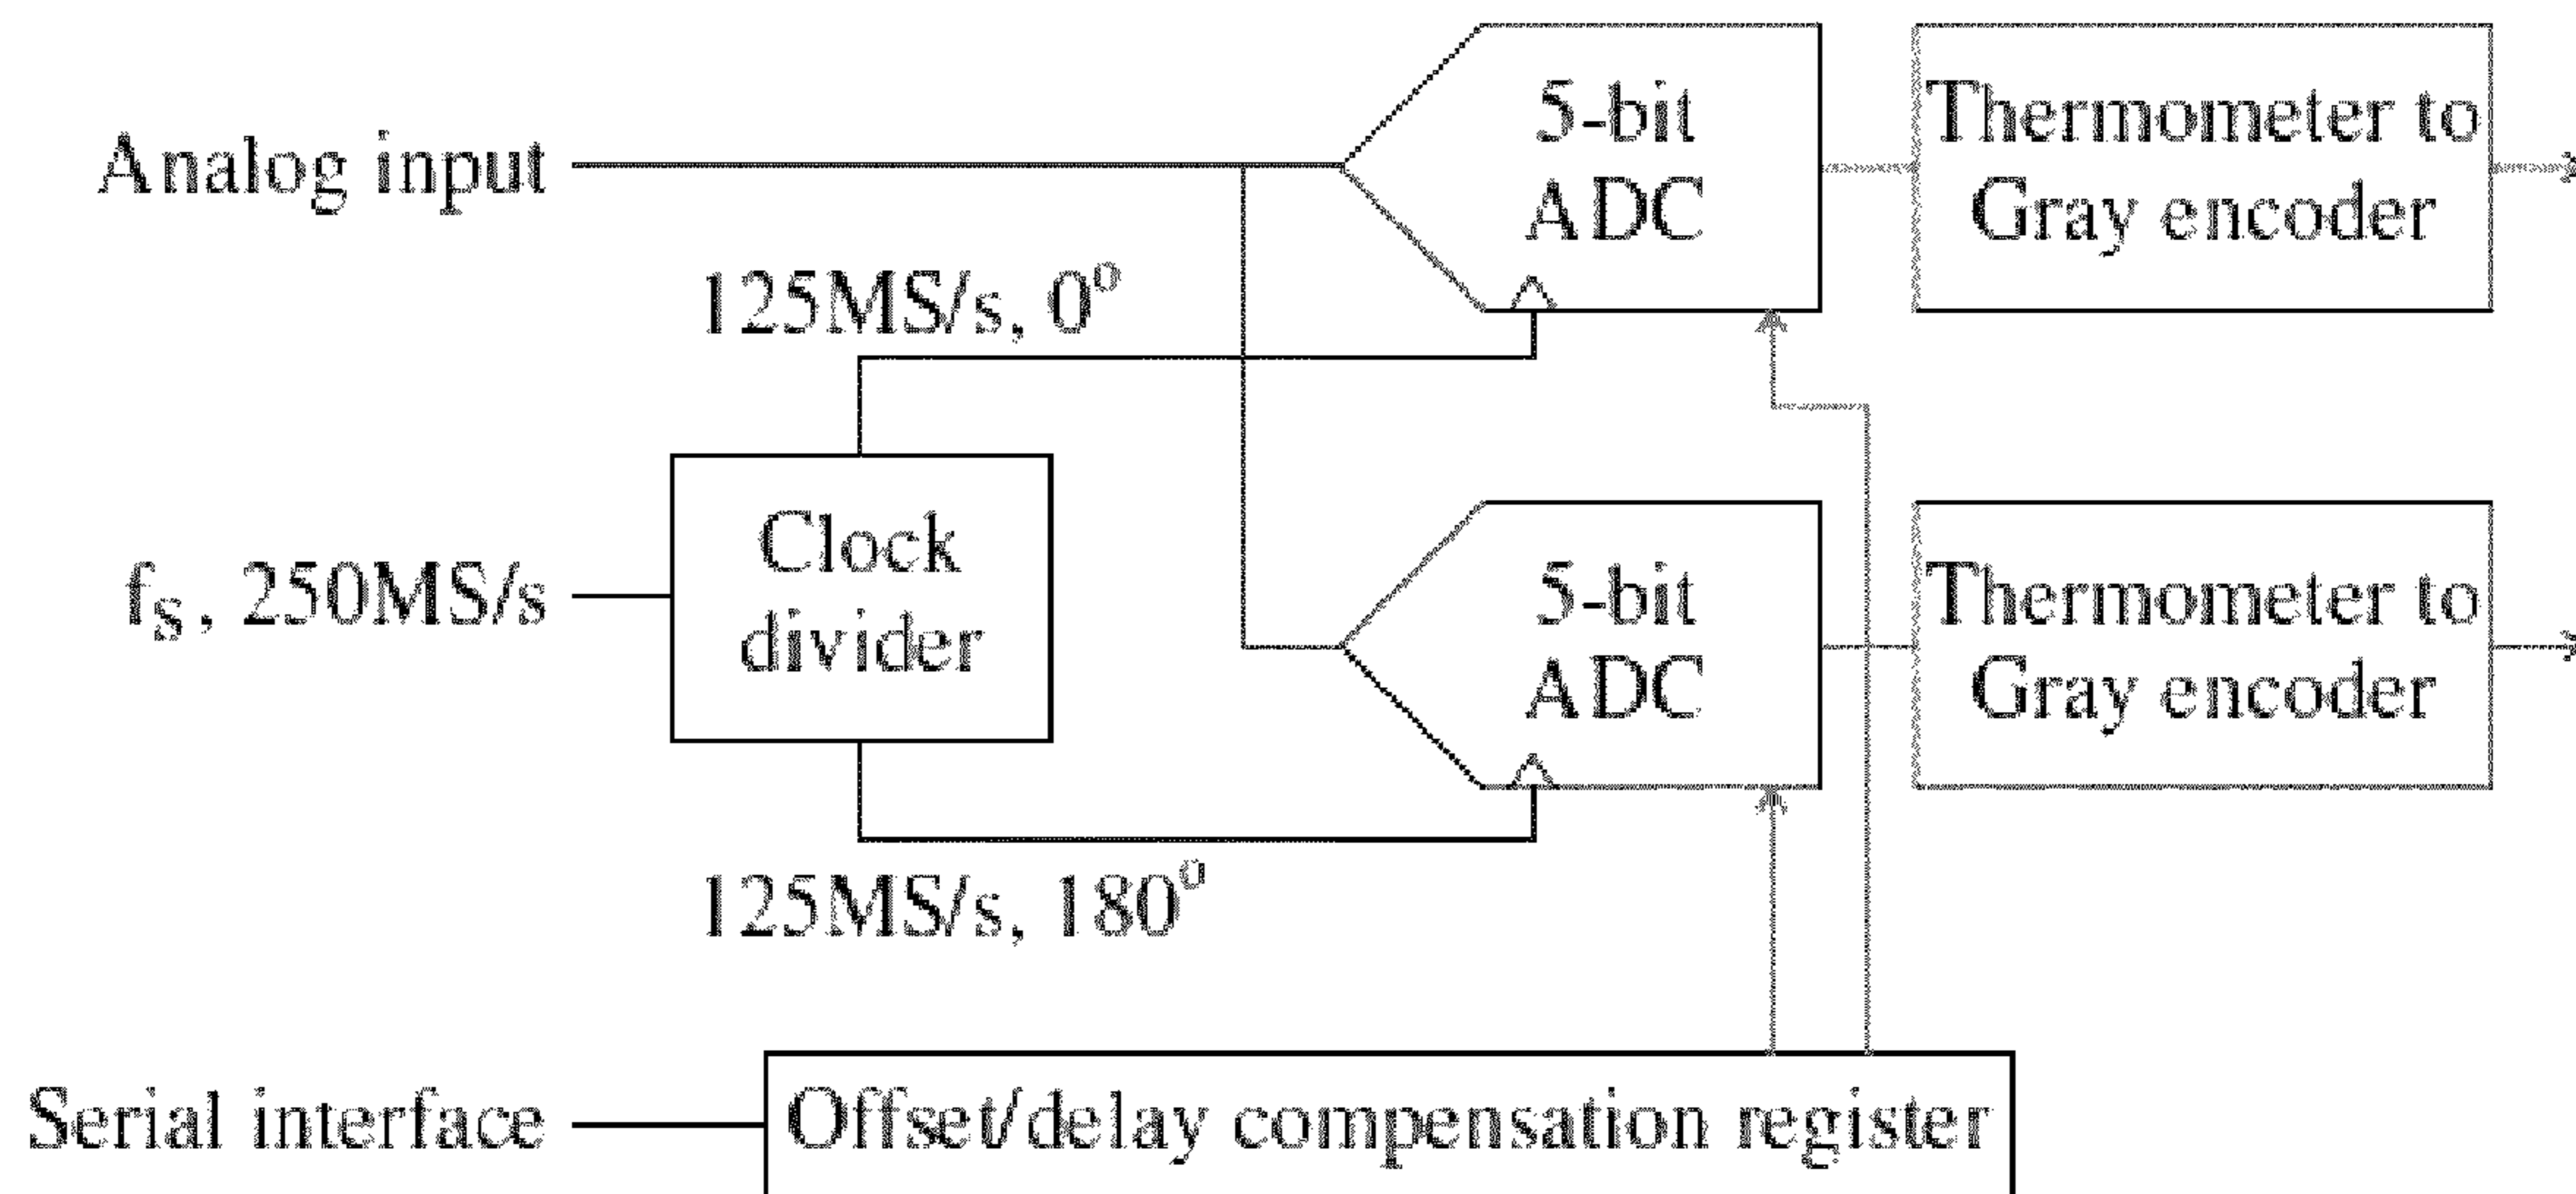 Analog input
5-bit
ADC
Thermometer to
Gray encoder
125MS/s, 0°
fs, 250MS/s
Clock
divider
5-bit
ADC
Thermometer to
Gray encoder
125MS/s, 180°
Serial interface
Offset/delay compensation register